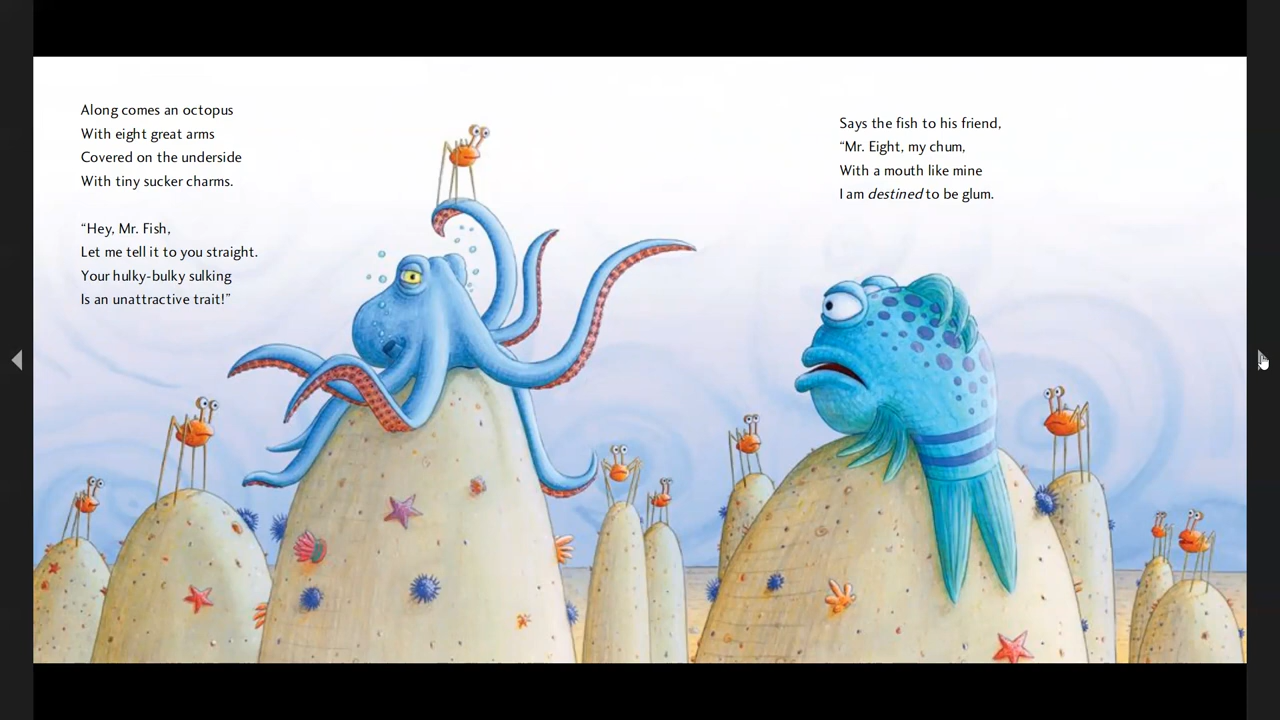 Along comes an octopus
With eight great arms
Covered on the underside
With tiny sucker charms.
“Hey, Mr. Fish,
Let me tell it to you straight.
Your hulky-bulky sulking
Is an unattractive trait!”
Says the fish to his friend,
“Mr. Eight, my chum,
With a mouth like mine
I am destined to be glum.